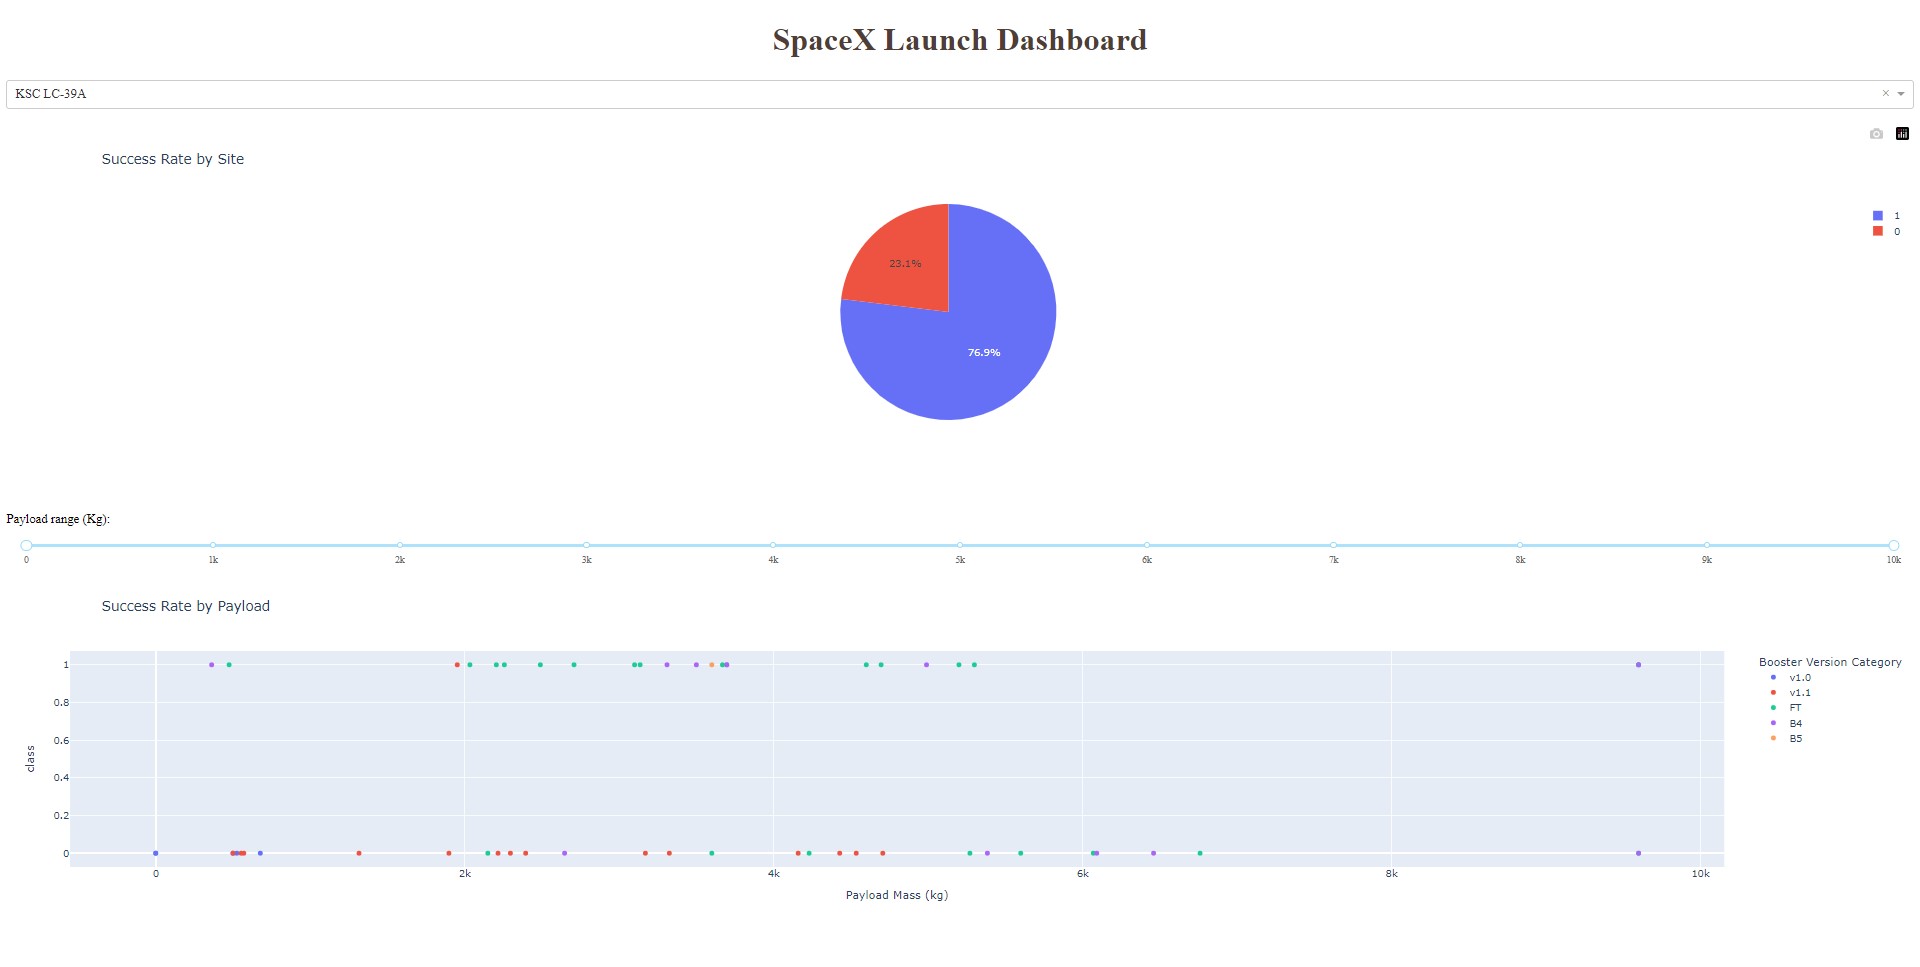 SpaceX Launch Dashboard
KSC LC-39A
Success Rate by Site
1
0
23.1%
76.9%
Payload range (Kg):
0 1k 2k 3k 4k 5k 6k 7k 8k 9k 10k
Success Rate by Payload
Booster Version Category
v1.0
v1.1
FT
B4
B5
class
1
0.8
0.6
0.4
0.2
0
0 2k 4k 6k 8k 10k
Payload Mass (kg)